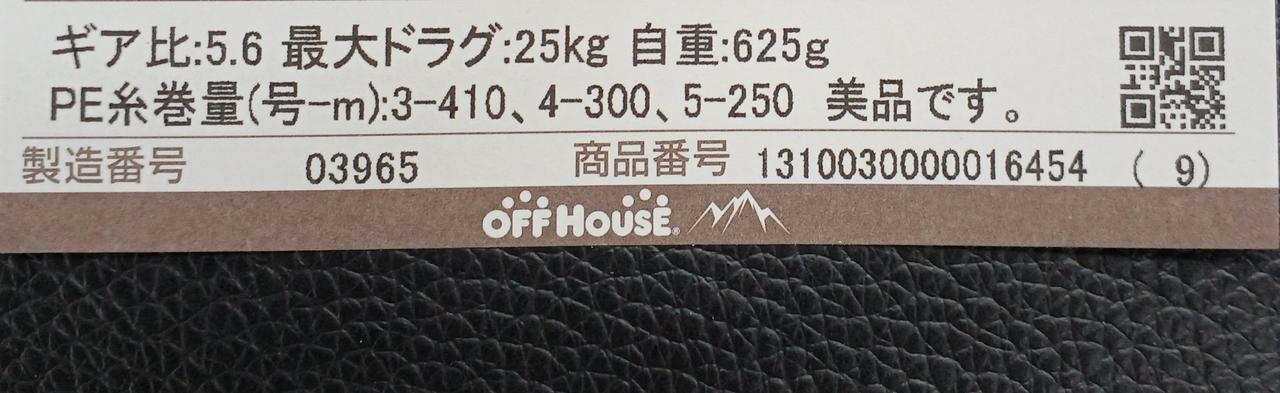 ギア比:5.6 最大ドラグ:25kg 自重:625g
PE糸巻量(号-m):3-410、4-300、5-250 美品です。
製造番号 03965 商品番号 1310030000016454 ( 9)
OFFHOUSE®